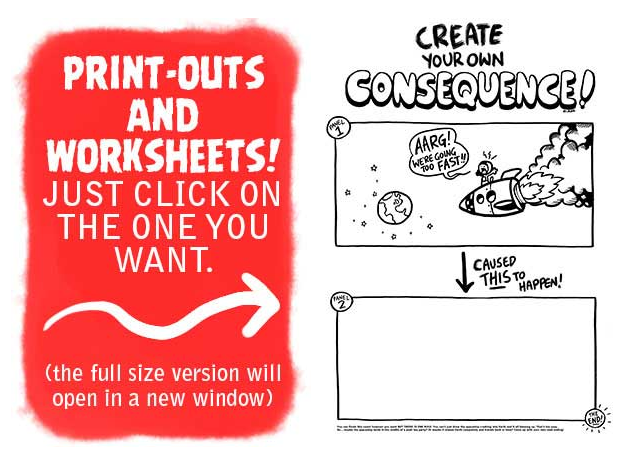 PRINT-OUTS
AND
WORKSHEETS!
JUST CLICK ON
THE ONE YOU
WANT.
(the full size version will
open in a new window)
CREATE
YOUR OWN
CONSEQUENCE!
PANEL
1
AARG!
WE'RE GOING
TOO FAST!!
CAUSED
THIS TO
HAPPEN!
PANEL
2
THE
END!